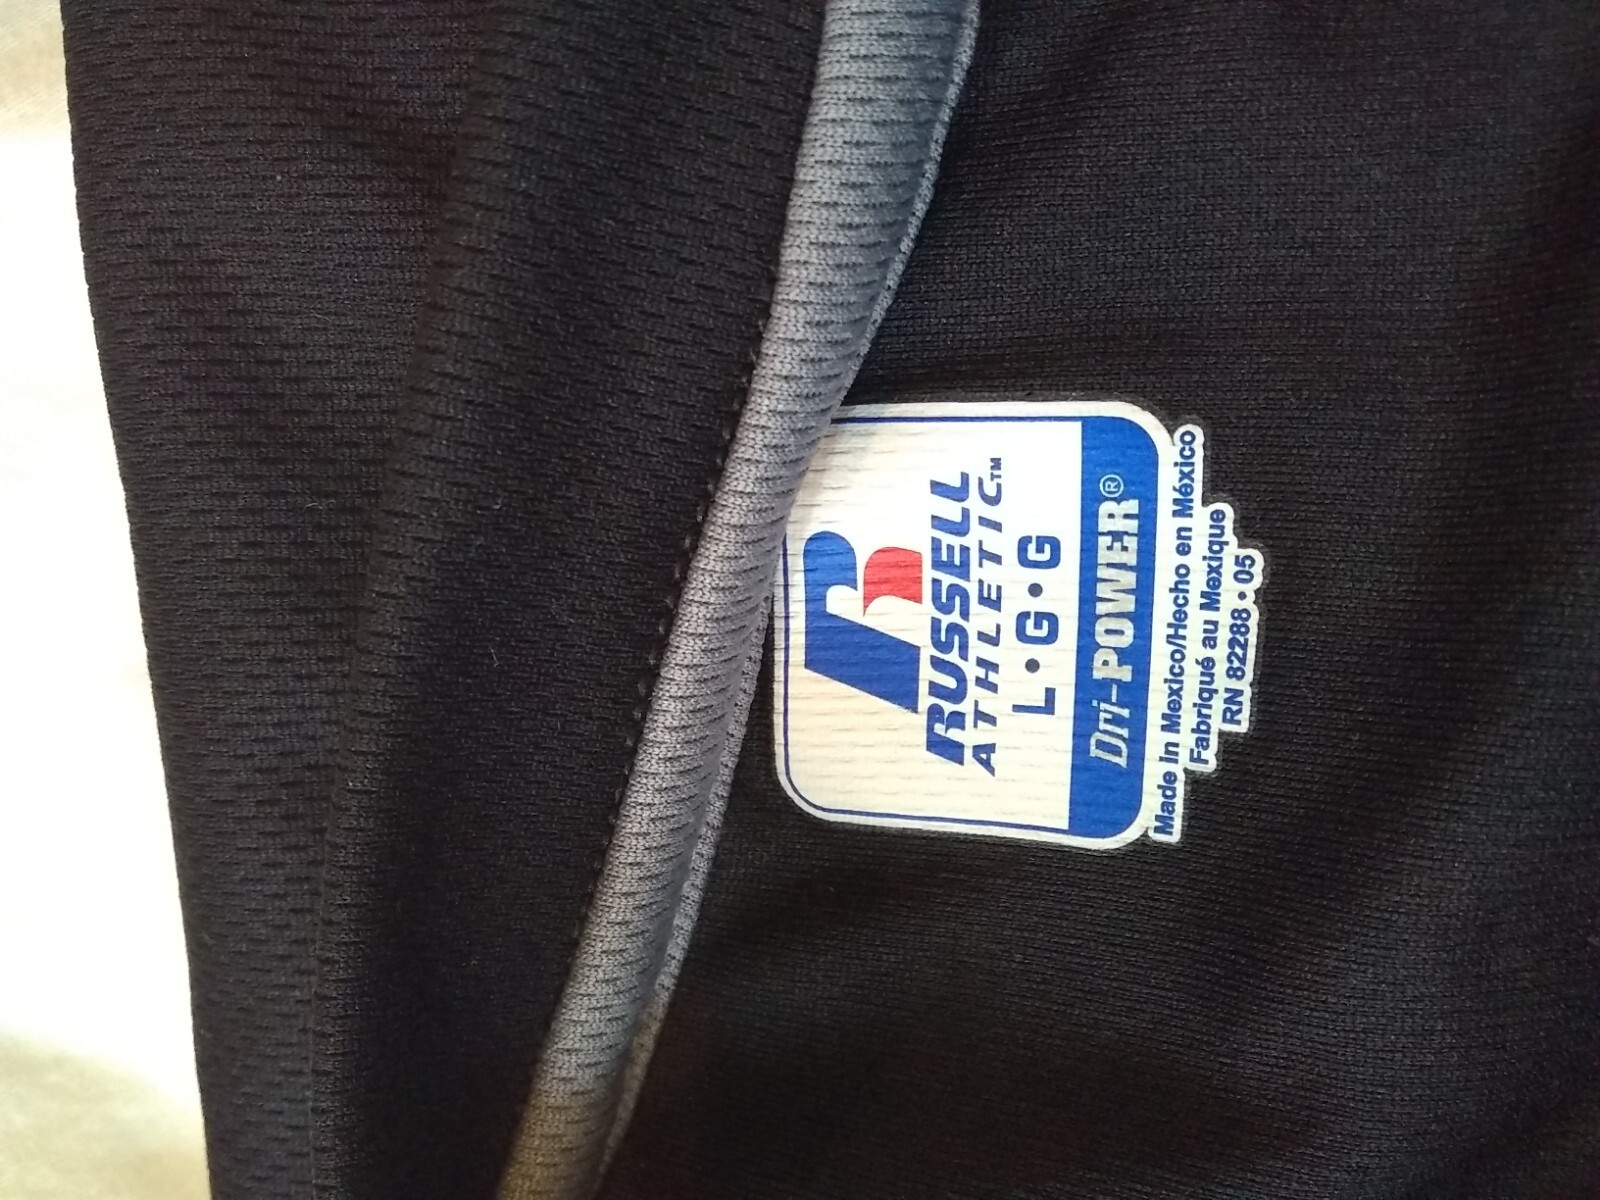 RUSSELL
ATHLETIC™
L•G•G
Dri-POWER®
Made in Mexico/Hecho en México
Fabriqué au Mexique
RN 82288 • 05